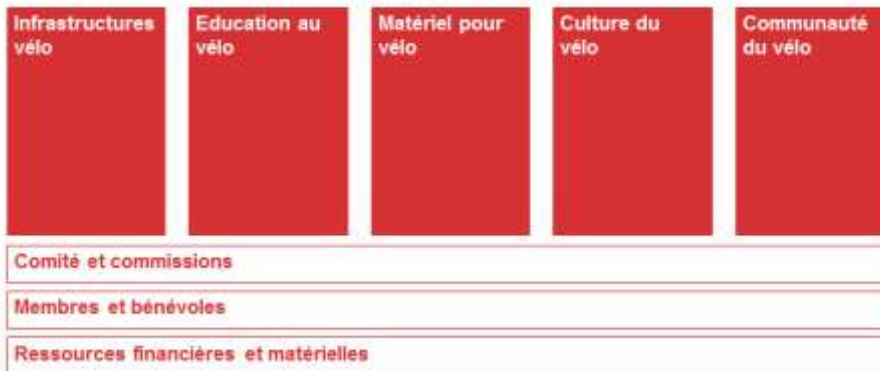 Infrastructures
vélo
Education au
vélo
Matériel pour
vélo
Culture du
vélo
Communauté
du vélo
Comité et commissions
Membres et bénévoles
Ressources financières et matérielles